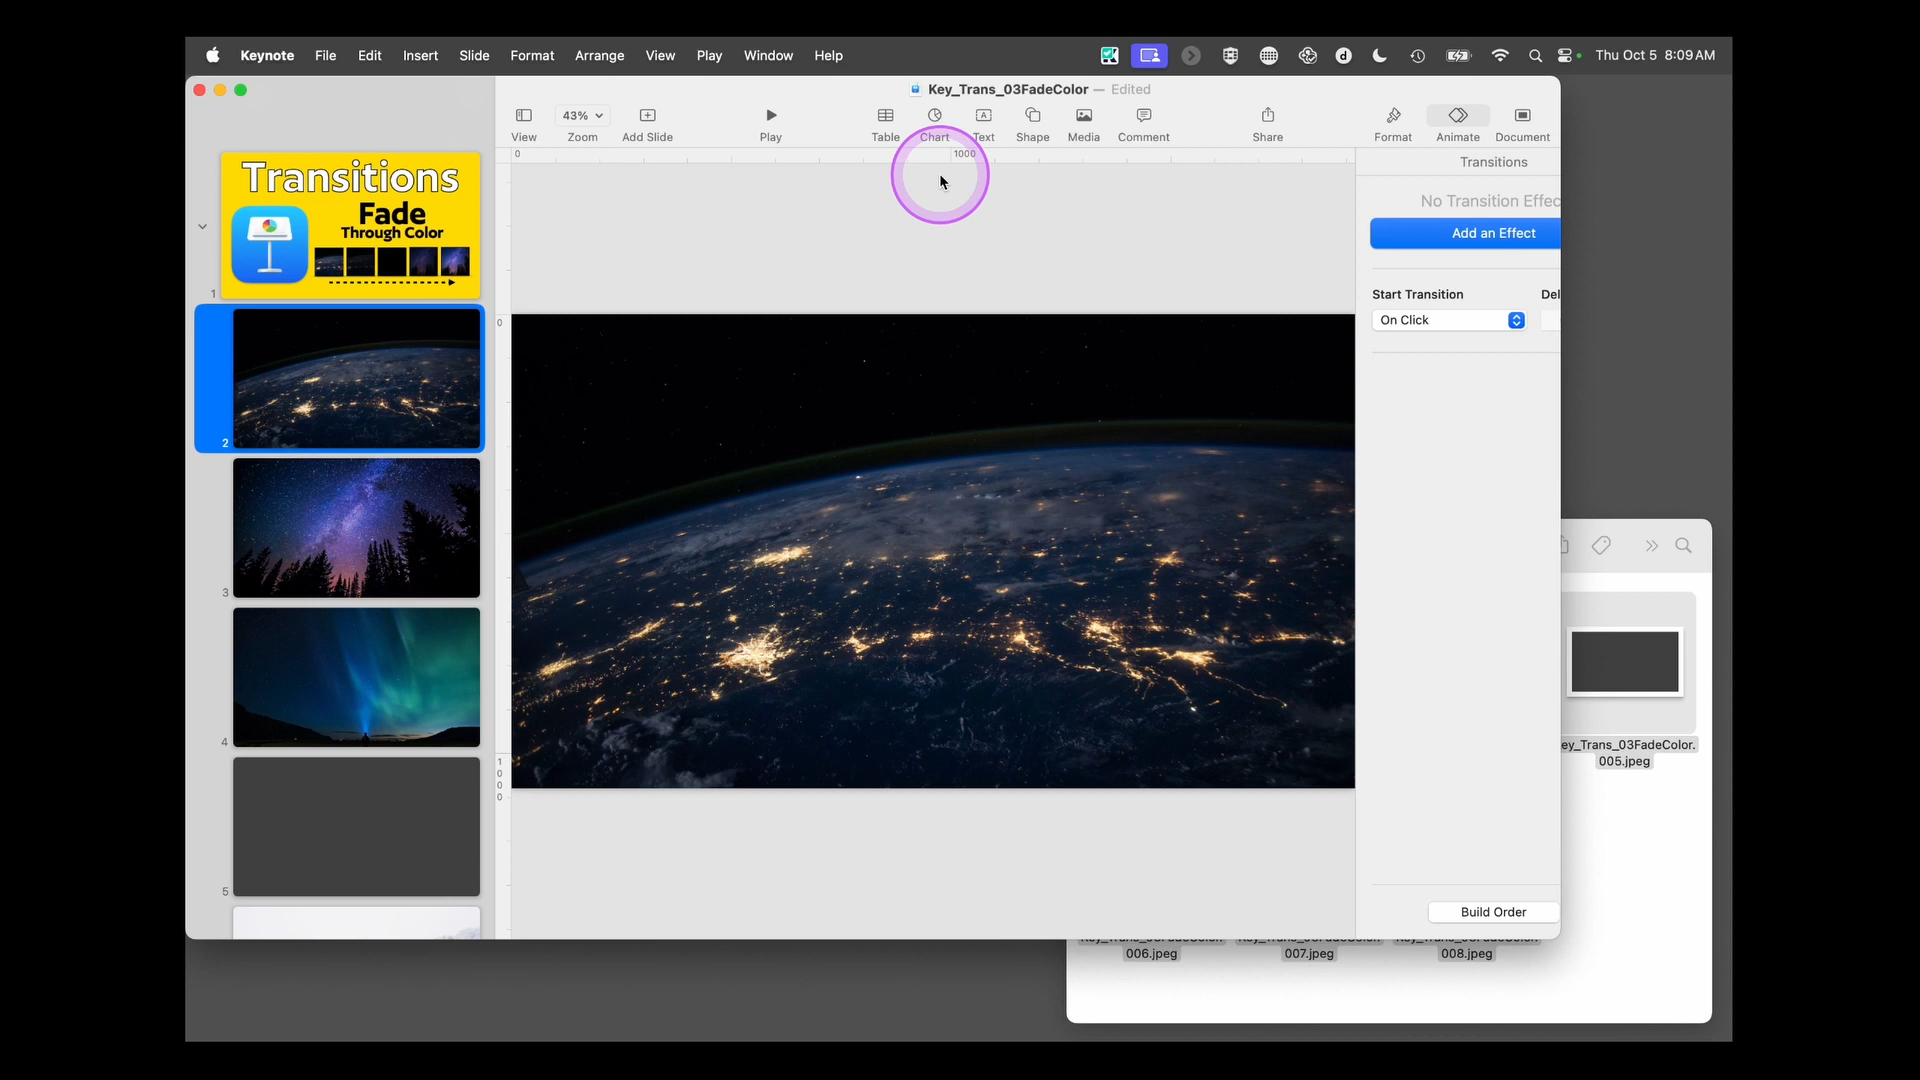 Keynote File Edit Insert Slide Format Arrange View Play Window Help
Thu Oct 5 8:09 AM
Key_Trans_03FadeColor — Edited
43%
View Zoom Add Slide Play Table Chart Text Shape Media Comment Share Format Animate Document
0 1000
Transitions
Transitions
Fade
Through Color
1
2
3
4
5
0
1000
No Transition Effec
Add an Effect
Start Transition Del
On Click
Build Order
ey_Trans_03FadeColor.
005.jpeg
006.jpeg 007.jpeg 008.jpeg